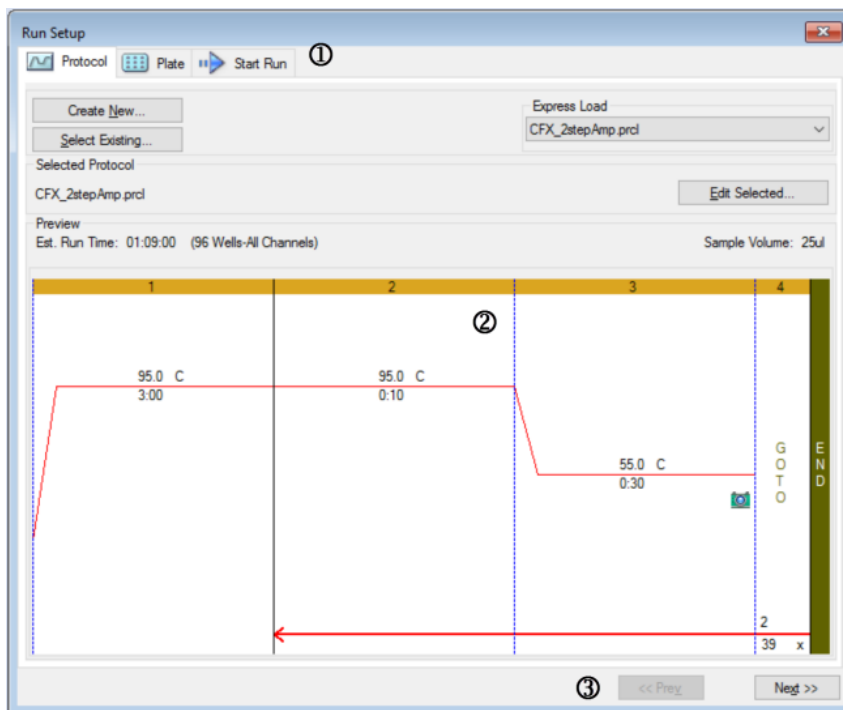 Run Setup
Protocol Plate Start Run ①
Create New...
Select Existing...
Express Load
CFX_2stepAmp.prcl
Selected Protocol
CFX_2stepAmp.prcl
Edit Selected...
Preview
Est. Run Time: 01:09:00 (96 Wells-All Channels) Sample Volume: 25ul
1 2 3 4
②
95.0 C 95.0 C
3:00 0:10
55.0 C
0:30
GOTO
END
2
39 x
③ << Prev Next >>